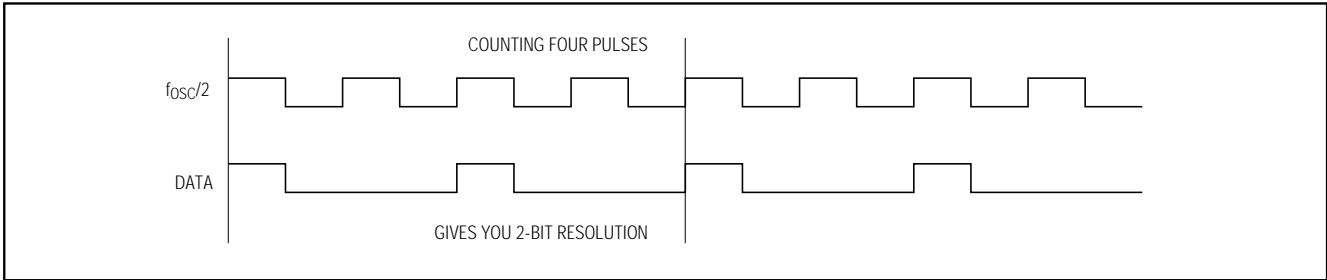 COUNTING FOUR PULSES
fOSC/2
DATA
GIVES YOU 2-BIT RESOLUTION